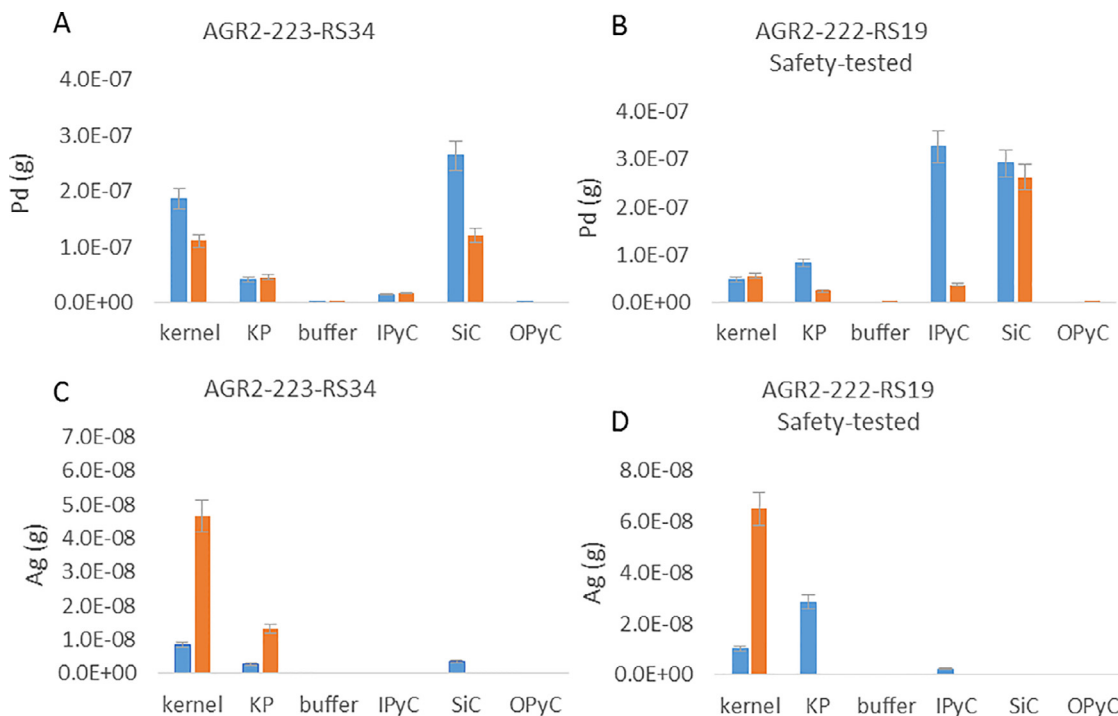 A
AGR2-223-RS34
Pd (g)
4.0E-07
3.0E-07
2.0E-07
1.0E-07
0.0E+00
kernel KP buffer IPyC SiC OPyC
B
AGR2-222-RS19
Safety-tested
Pd (g)
4.0E-07
3.0E-07
2.0E-07
1.0E-07
0.0E+00
kernel KP buffer IPyC SiC OPyC
C
AGR2-223-RS34
Ag (g)
7.0E-08
6.0E-08
5.0E-08
4.0E-08
3.0E-08
2.0E-08
1.0E-08
0.0E+00
kernel KP buffer IPyC SiC OPyC
D
AGR2-222-RS19
Safety-tested
Ag (g)
8.0E-08
6.0E-08
4.0E-08
2.0E-08
0.0E+00
kernel KP buffer IPyC SiC OPyC